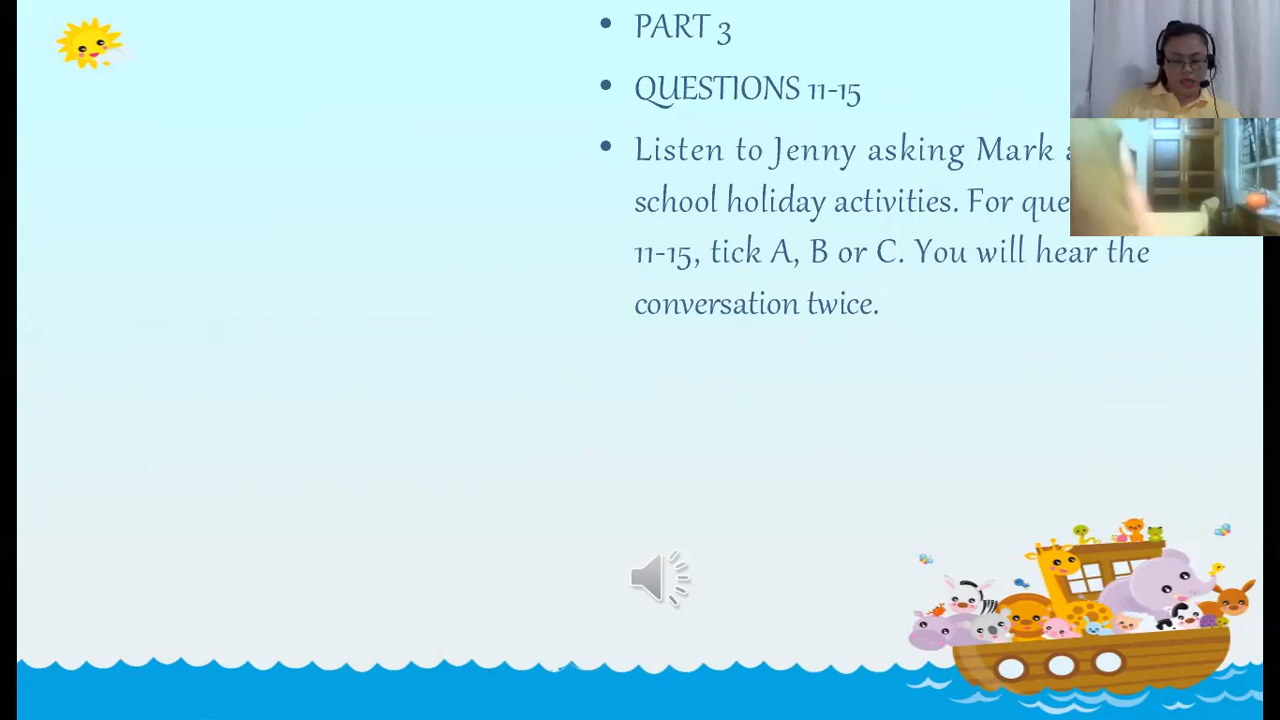 PART 3
QUESTIONS 11-15
Listen to Jenny asking Mark
school holiday activities. For
11-15, tick A, B or C. You will hear the
conversation twice.